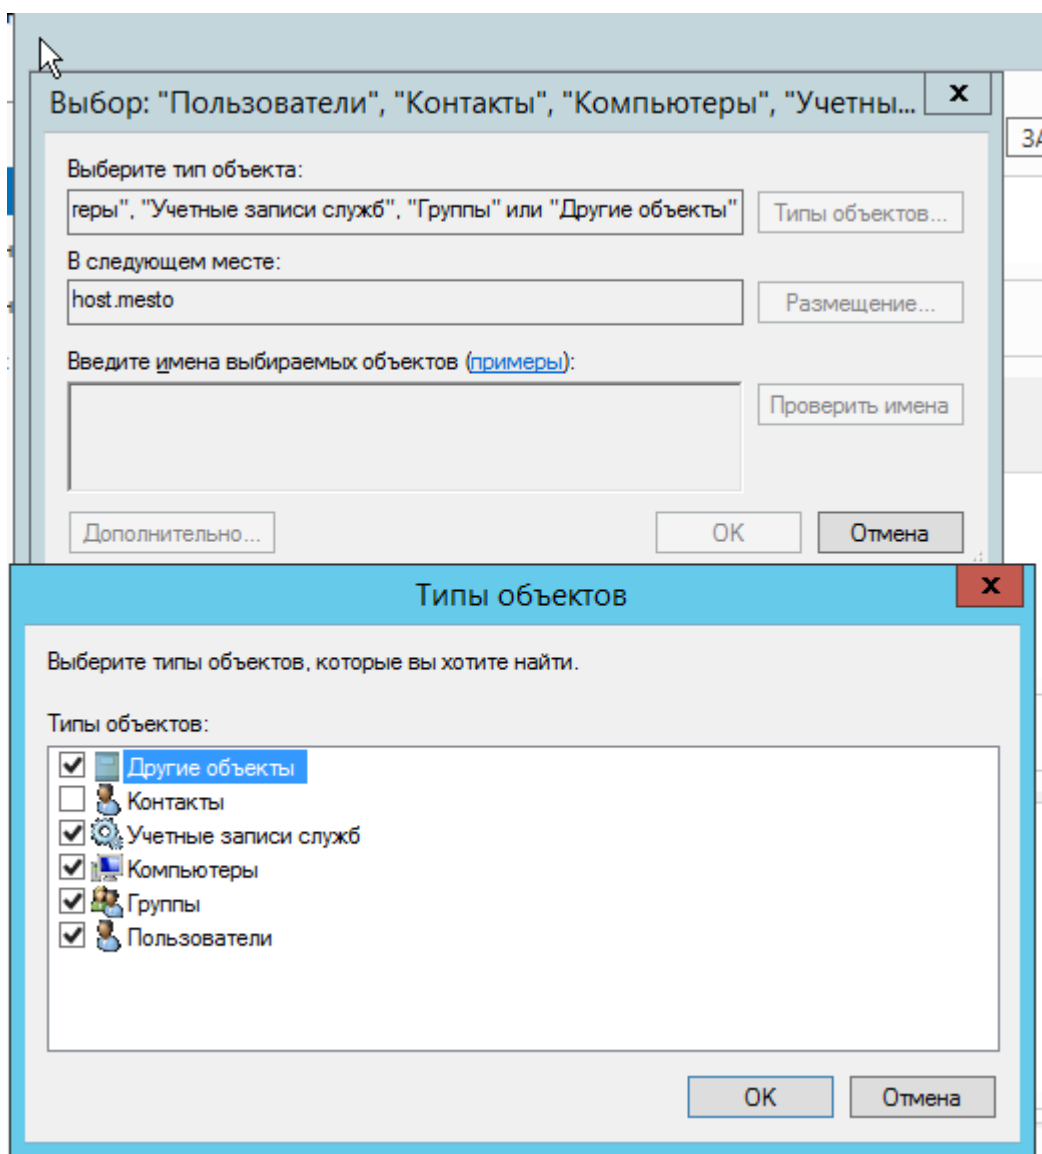 Выбор: "Пользователи", "Контакты", "Компьютеры", "Учетны...
Выберите тип объекта:
теры", "Учетные записи служб", "Группы" или "Другие объекты"
Типы объектов...
В следующем месте:
host.mesto
Размещение...
Введите имена выбираемых объектов (примеры):
Проверить имена
Дополнительно...
OK
Отмена
Типы объектов
Выберите типы объектов, которые вы хотите найти.
Типы объектов:
Другие объекты
Контакты
Учетные записи служб
Компьютеры
Группы
Пользователи
OK
Отмена